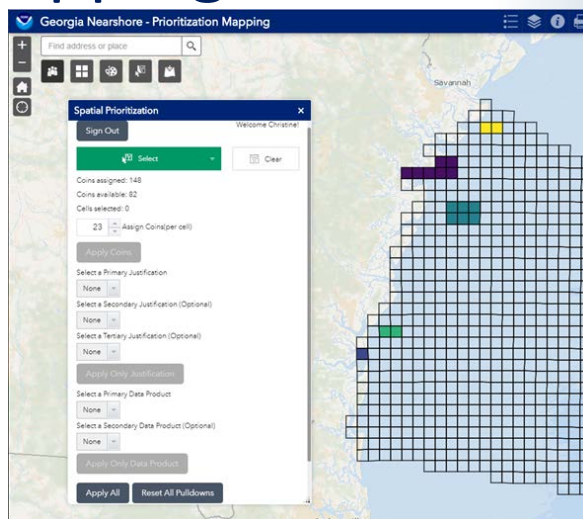 Georgia Nearshore - Prioritization Mapping
Find address or place
Savannah
Spatial Prioritization
×
Sign Out
Welcome Christine!
Select
Clear
Coins assigned: 148
Coins available: 82
Cells selected: 0
23 Assign Coins(per cell)
Apply Coins
Select a Primary Justification
None
Select a Secondary Justification (Optional)
None
Select a Tertiary Justification (Optional)
None
Apply Only Justification
Select a Primary Data Product
None
Select a Secondary Data Product (Optional)
None
Apply Only Data Product
Apply All
Reset All Pulldowns